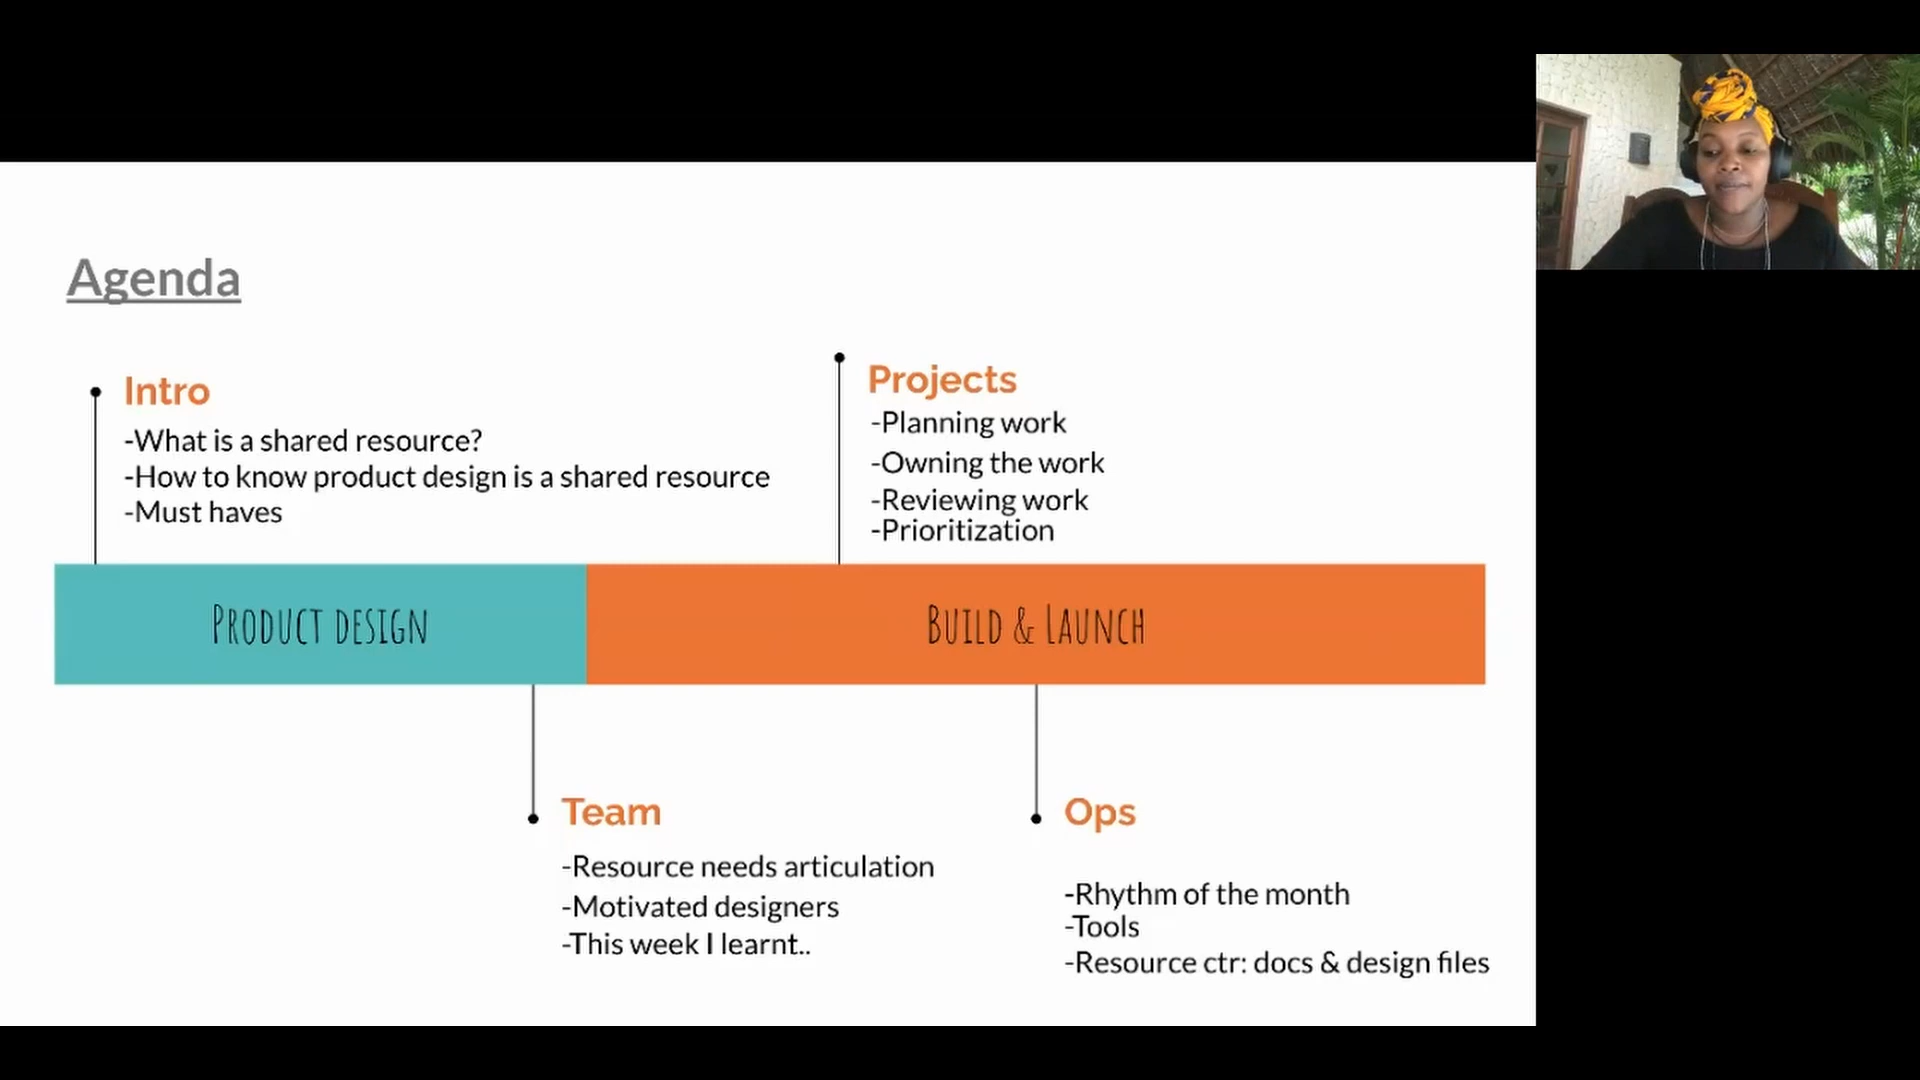 Agenda
Intro
-What is a shared resource?
-How to know product design is a shared resource
-Must haves
Projects
-Planning work
-Owning the work
-Reviewing work
-Prioritization
Product design
Build & Launch
Team
-Resource needs articulation
-Motivated designers
-This week I learnt..
Ops
-Rhythm of the month
-Tools
-Resource ctr: docs & design files